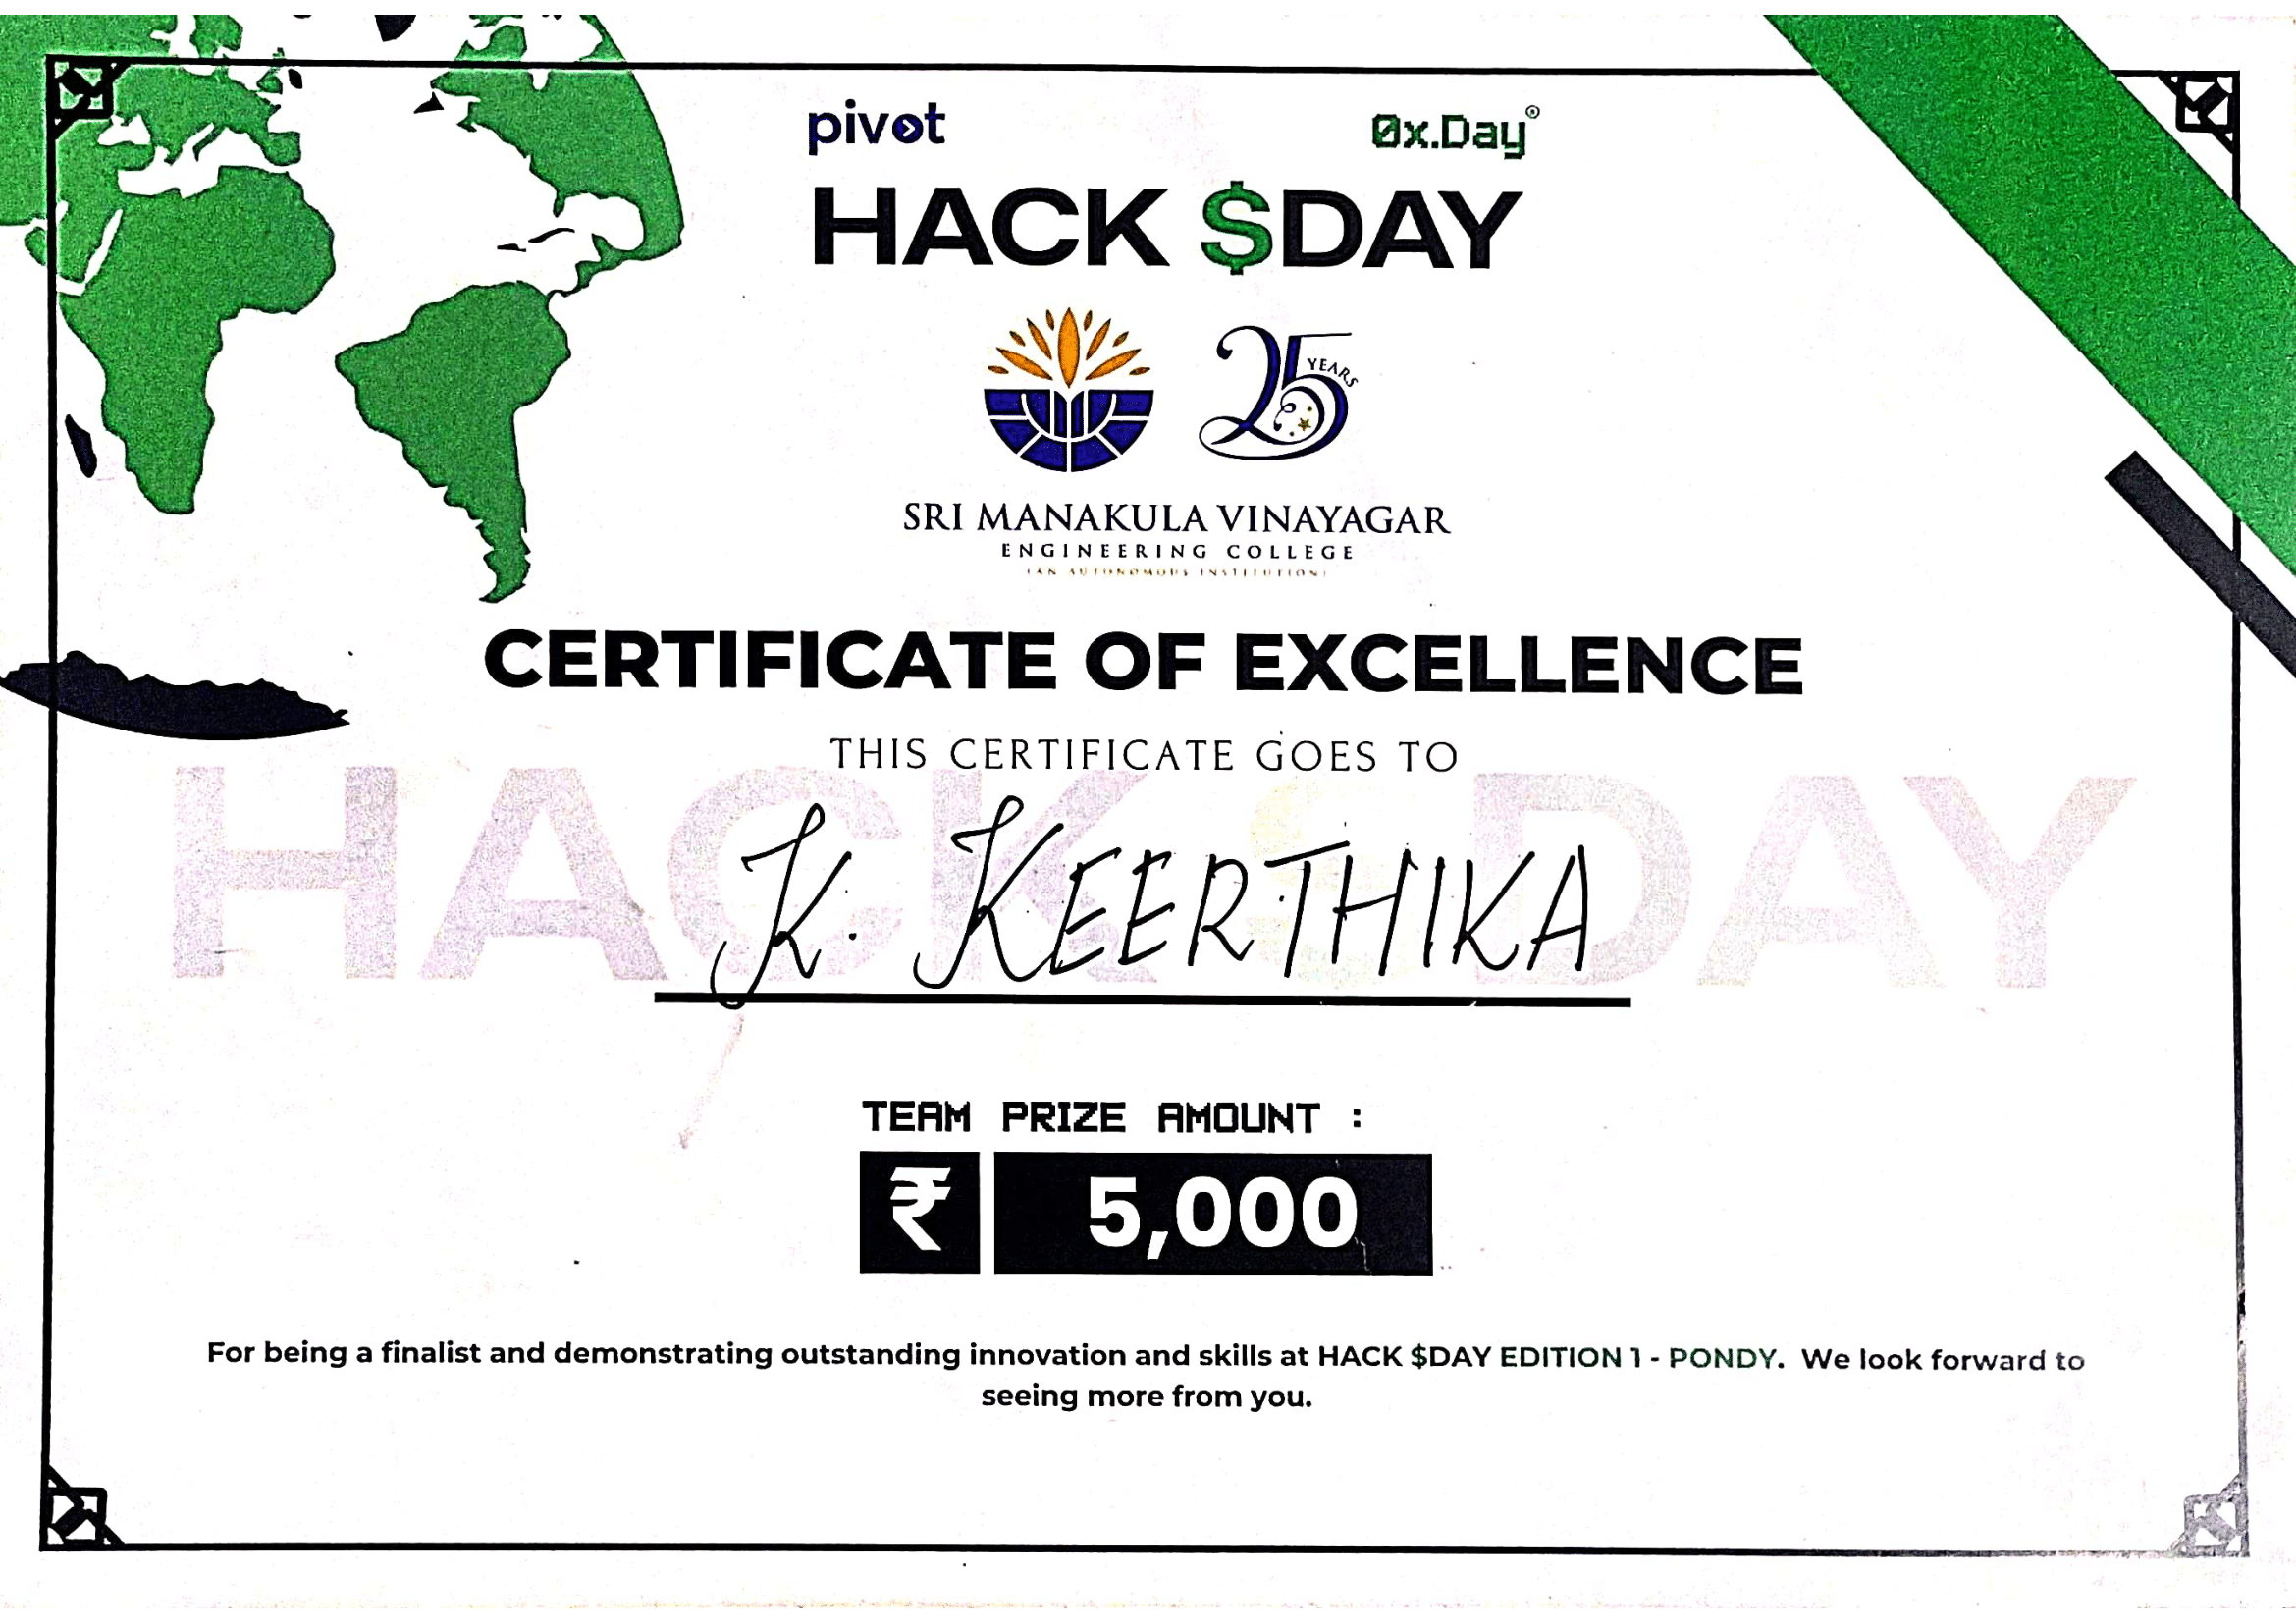 pivot
0x.Day®
HACK $DAY
25 YEARS
SRI MANAKULA VINAYAGAR
ENGINEERING COLLEGE
(AN AUTONOMOUS INSTITUTION)
CERTIFICATE OF EXCELLENCE
THIS CERTIFICATE GOES TO
HACK $DAY
K. KEERTHIKA
TEAM PRIZE AMOUNT :
₹ 5,000
For being a finalist and demonstrating outstanding innovation and skills at HACK $DAY EDITION 1 - PONDY. We look forward to
seeing more from you.